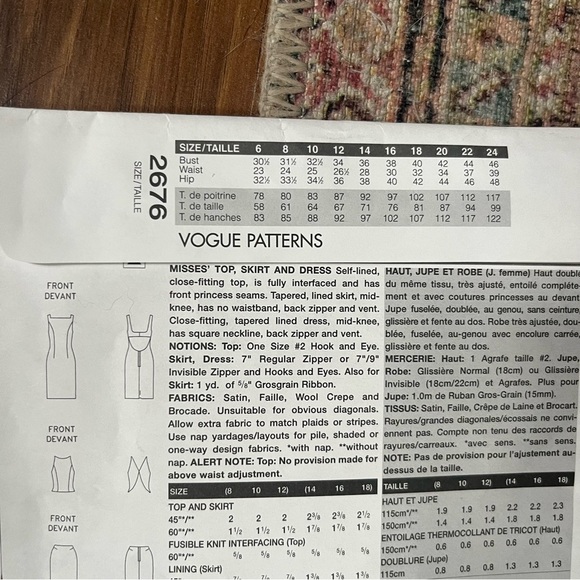 2676
SIZE/TAILLE
SIZE/TAILLE 6 8 10 12 14 16 18 20 22 24
Bust 30½ 31½ 32½ 34 36 38 40 42 44 46
Waist 23 24 25 26½ 28 30 32 34 37 39
Hip 32½ 33½ 34½ 36 38 40 42 44 46 48
T. de poitrine 78 80 83 87 92 97 102 107 112 117
T. de taille 58 61 64 67 71 76 81 87 94 99
T. de hanches 83 85 88 92 97 102 107 112 117 122
VOGUE PATTERNS
FRONT
DEVANT
FRONT
DEVANT
FRONT
DEVANT
MISSES' TOP, SKIRT AND DRESS Self-lined,
close-fitting top, is fully interfaced and has
front princess seams. Tapered, lined skirt, mid-
knee, has no waistband, back zipper and vent.
Close-fitting, tapered lined dress, mid-knee,
has square neckline, back zipper and vent.
NOTIONS: Top: One Size #2 Hook and Eye.
Skirt, Dress: 7" Regular Zipper or 7"/9"
Invisible Zipper and Hooks and Eyes. Also for
Skirt: 1 yd. of 5/8" Grosgrain Ribbon.
FABRICS: Satin, Faille, Wool Crepe and
Brocade. Unsuitable for obvious diagonals.
Allow extra fabric to match plaids or stripes.
Use nap yardages/layouts for pile, shaded or
one-way design fabrics. *with nap. **without
nap. ALERT NOTE: Top: No provision made for
above waist adjustment.
SIZE (8 10 12) (14 16 18)
TOP AND SKIRT
45"*/** 2 2 2 2⅜ 2⅜ 2½
60"*/** 1½ 1½ 1½ 1⅞ 1⅞ 1⅞
FUSIBLE KNIT INTERFACING (Top)
60"*/** ⅝ ⅝ ⅝ ⅝ ⅝ ⅝
LINING (Skirt)
HAUT, JUPE ET ROBE (J. femme) Haut doublé
du même tissu, très ajusté, entoilé complète-
ment et avec coutures princesses au devant
Jupe fuselée, doublée, au genou, sans ceinture,
glissière et fente au dos. Robe très ajustée, dou-
blée, fuselée, au-genou avec encolure carrée,
glissière et fente au dos.
MERCERIE: Haut: 1 Agrafe taille #2. Jupe,
Robe: Glissière Normal (18cm) ou Glissière
Invisible (18cm/22cm) et Agrafes. Plus pour
Jupe: 1.0m de Ruban Gros-Grain (15mm).
TISSUS: Satin, Faille, Crêpe de Laine et Brocart.
Rayures/grandes diagonales/écossais ne convi-
ennent pas. Compte non tenu des raccords de
rayures/carreaux. *avec sens. **sans sens.
NOTE: Pas de provision pour l'ajustement au-
dessus de la taille.
TAILLE (8 10 12) (14 16 18)
HAUT ET JUPE
115cm*/** 1.9 1.9 1.9 2.2 2.2 2.3
150cm*/** 1.4 1.4 1.4 1.8 1.8 1.8
ENTOILAGE THERMOCOLLANT DE TRICOT (Haut)
150cm*/** 0.6 0.6 0.6 0.6 0.6 0.6
DOUBLURE (Jupe)
115cm 0.8 0.8 0.8 1.3 1.3 1.3